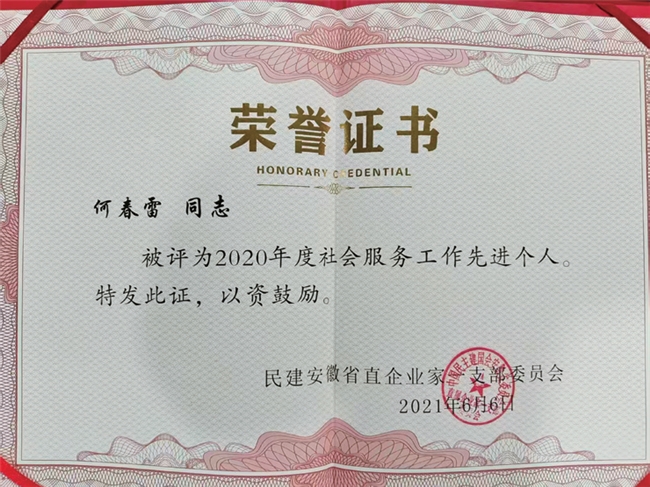 荣誉证书
HONORARY CREDENTIAL
何春雷 同志
被评为2020年度社会服务工作先进个人。
特发此证，以资鼓励。
民建安徽省直企业家 支部委员会
2021年6月6日